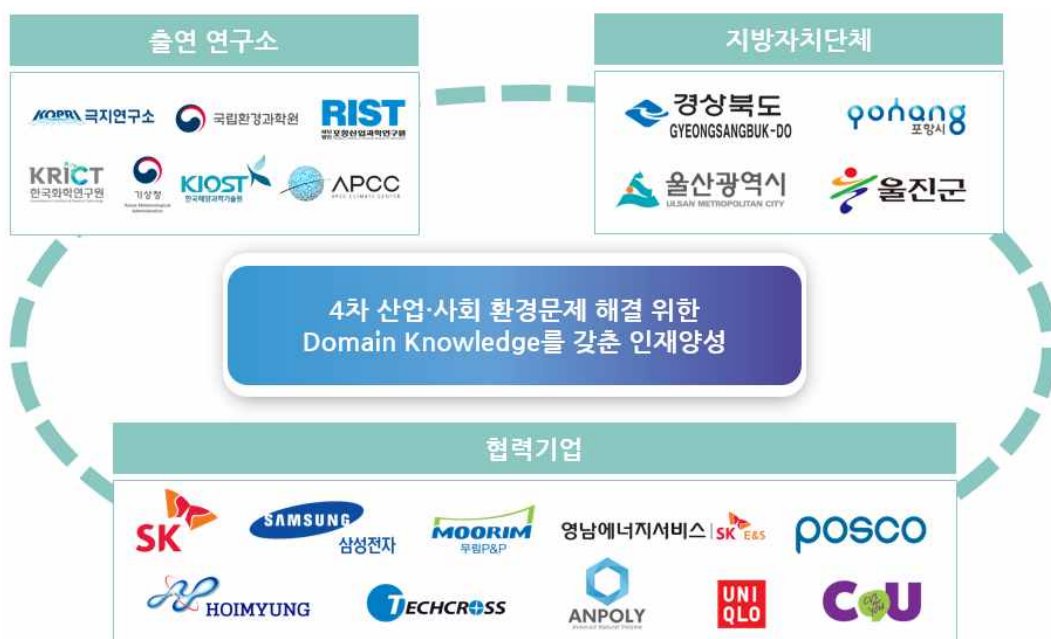 출연 연구소
KOPRI 극지연구소
국립환경과학원
RIST
포항산업과학연구원
KRICT
한국화학연구원
기상청
Korea Meteorological
Administration
KIOST
한국해양과학기술원
APCC
APEC CLIMATE CENTER
지방자치단체
경상북도
GYEONGSANGBUK-DO
pohang
포항시
울산광역시
ULSAN METROPOLITAN CITY
울진군
4차 산업·사회 환경문제 해결 위한
Domain Knowledge를 갖춘 인재양성
협력기업
SK
SAMSUNG
삼성전자
MOORIM
무림P&P
영남에너지서비스 | SK E&S
posco
HOIMYUNG
TECHCROSS
ANPOLY
UNI
QLO
CU